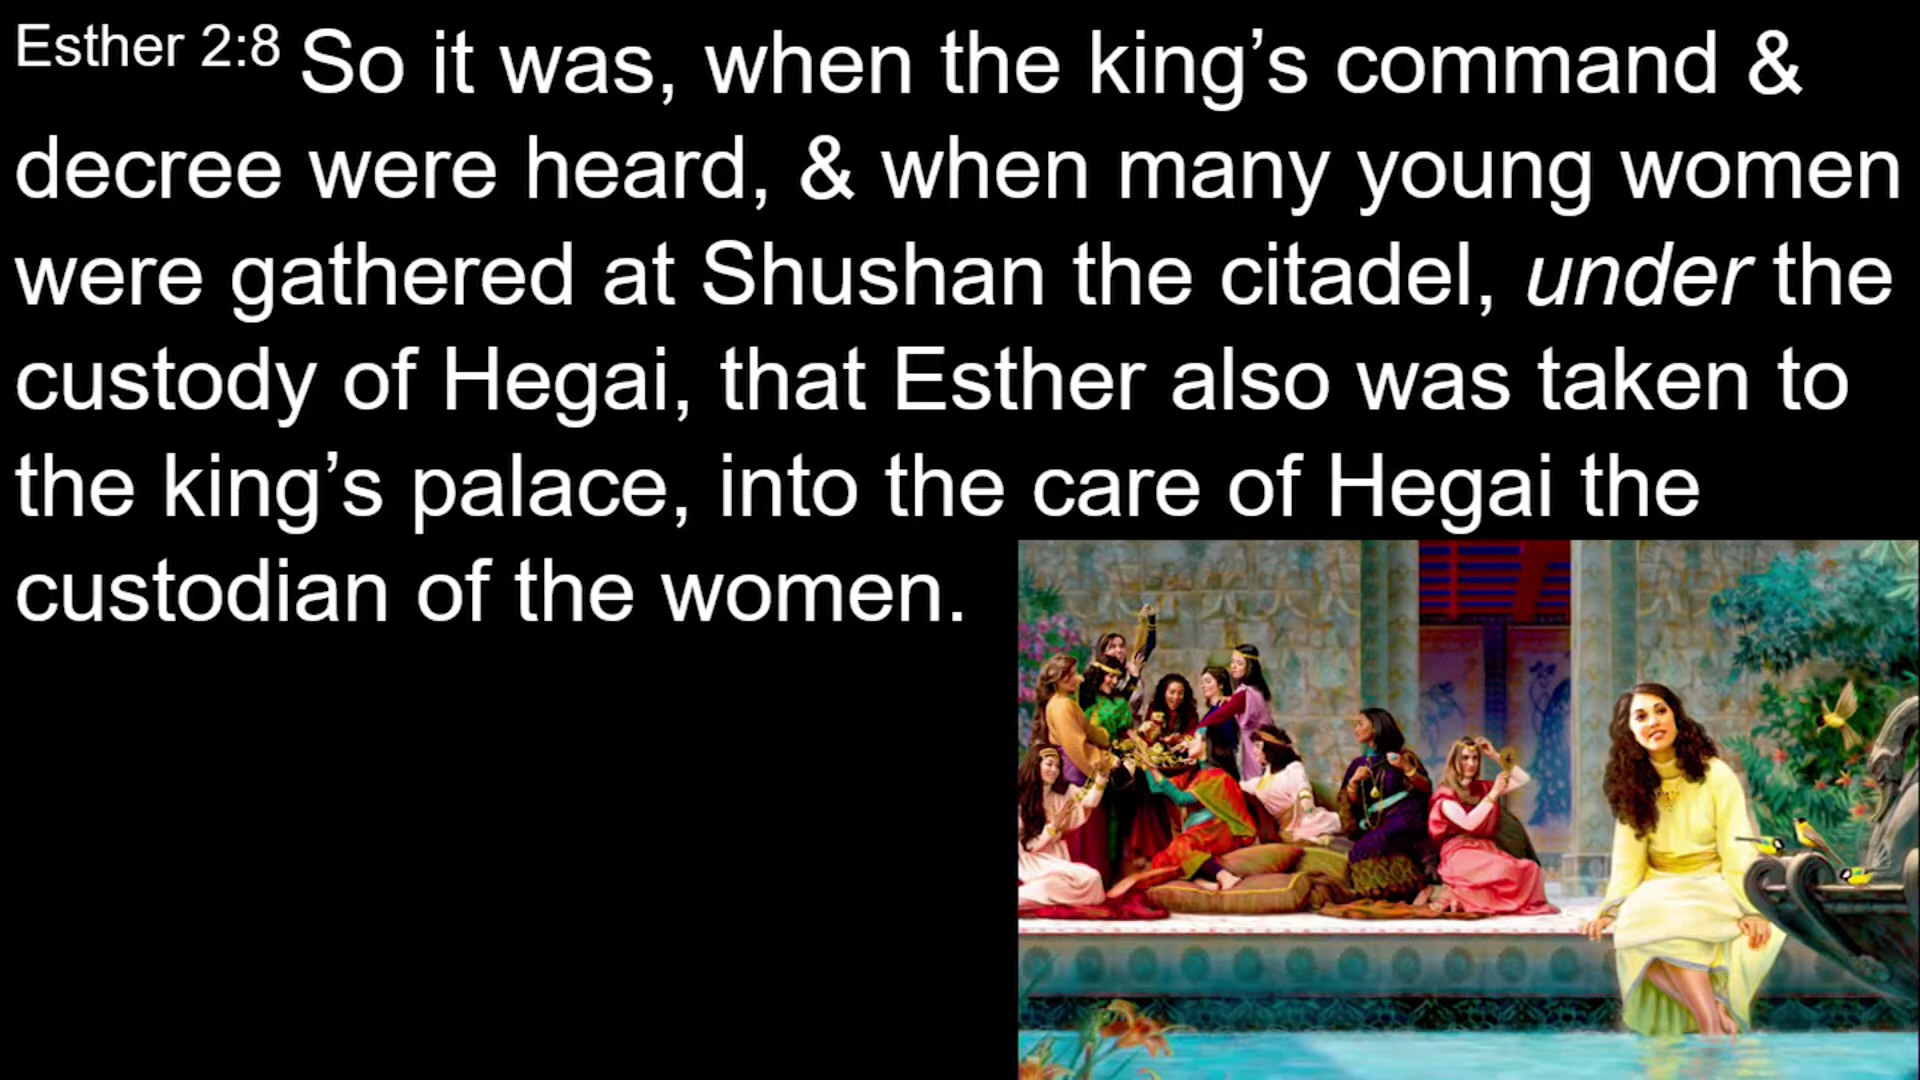 Esther 2:8 So it was, when the king’s command &
decree were heard, & when many young women
were gathered at Shushan the citadel, under the
custody of Hegai, that Esther also was taken to
the king’s palace, into the care of Hegai the
custodian of the women.